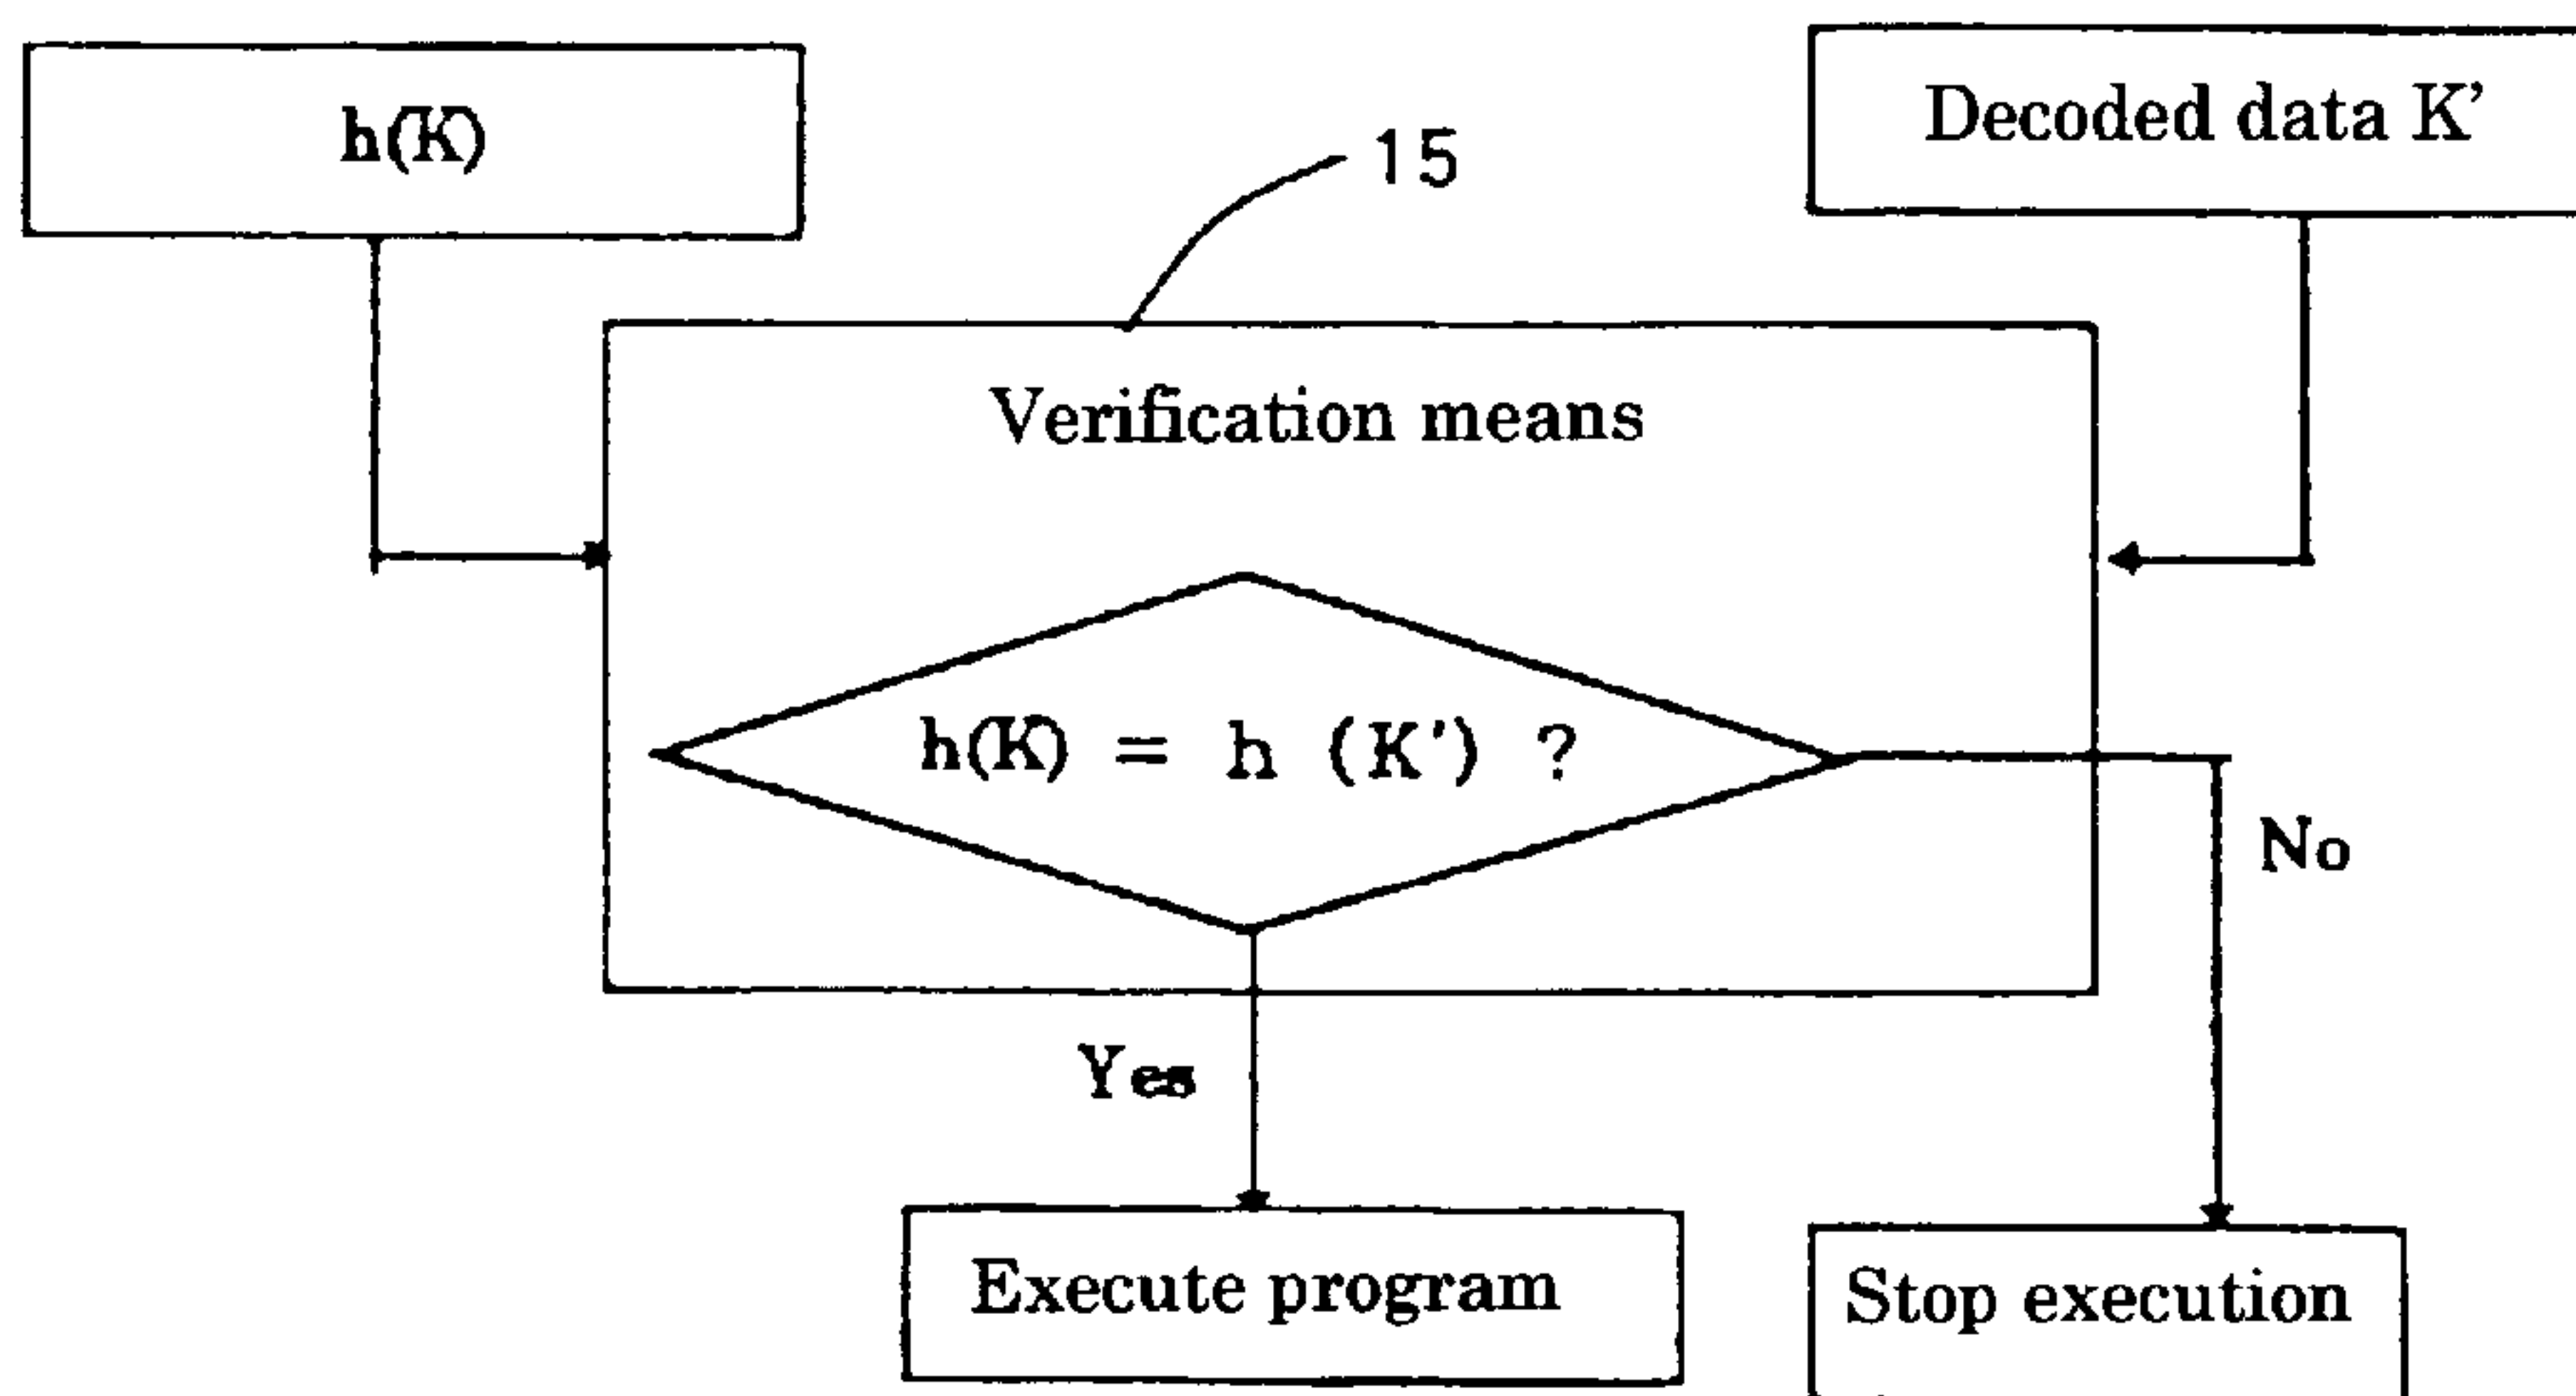 h(K)
Decoded data K’
15
Verification means
h(K) = h (K') ?
No
Yes
Execute program
Stop execution